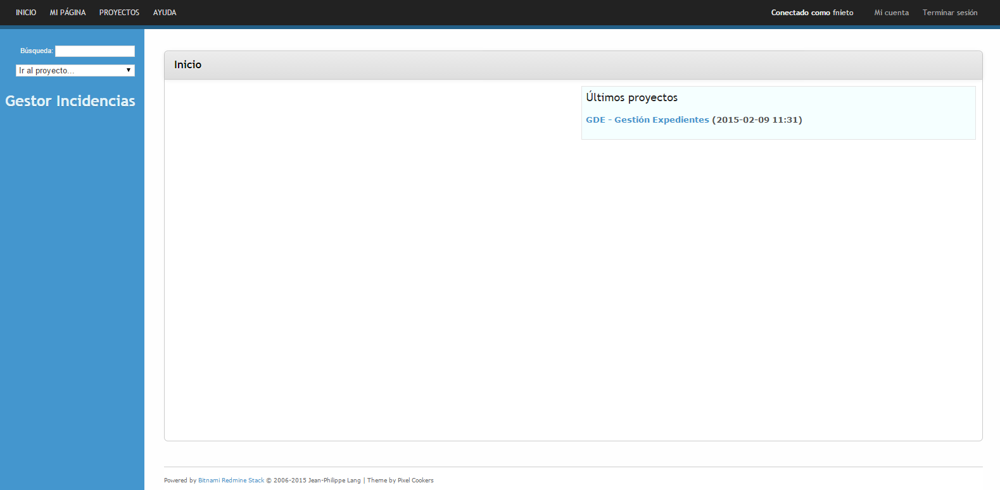 INICIO MI PÁGINA PROYECTOS AYUDA Conectado como fnieto Mi cuenta Terminar sesión
Búsqueda:
Ir al proyecto...
Gestor Incidencias
Inicio
Últimos proyectos
GDE - Gestión Expedientes (2015-02-09 11:31)
Powered by Bitnami Redmine Stack © 2006-2015 Jean-Philippe Lang | Theme by Pixel Cookers